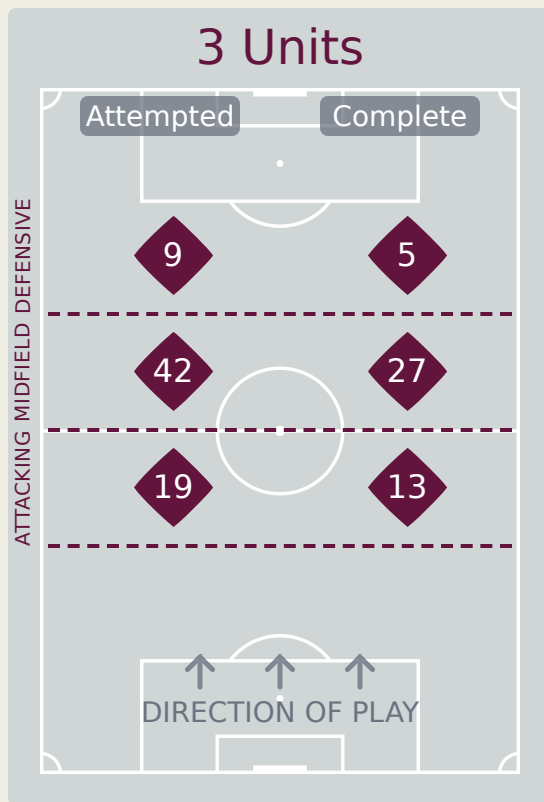 3 Units
Attempted Complete
ATTACKING MIDFIELD DEFENSIVE
9 5
42 27
19 13
DIRECTION OF PLAY